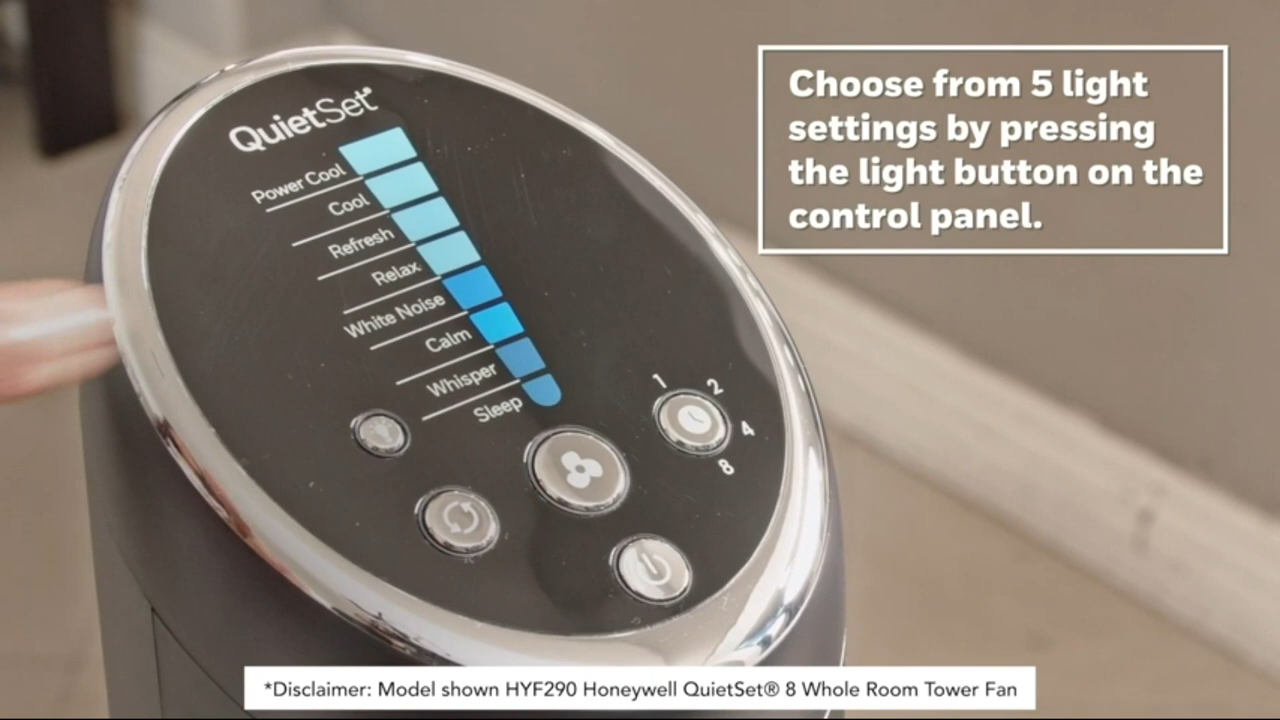 QuietSet®
Power Cool
Cool
Refresh
Relax
White Noise
Calm
Whisper
Sleep
1
2
4
8
Choose from 5 light
settings by pressing
the light button on the
control panel.
*Disclaimer: Model shown HYF290 Honeywell QuietSet® 8 Whole Room Tower Fan